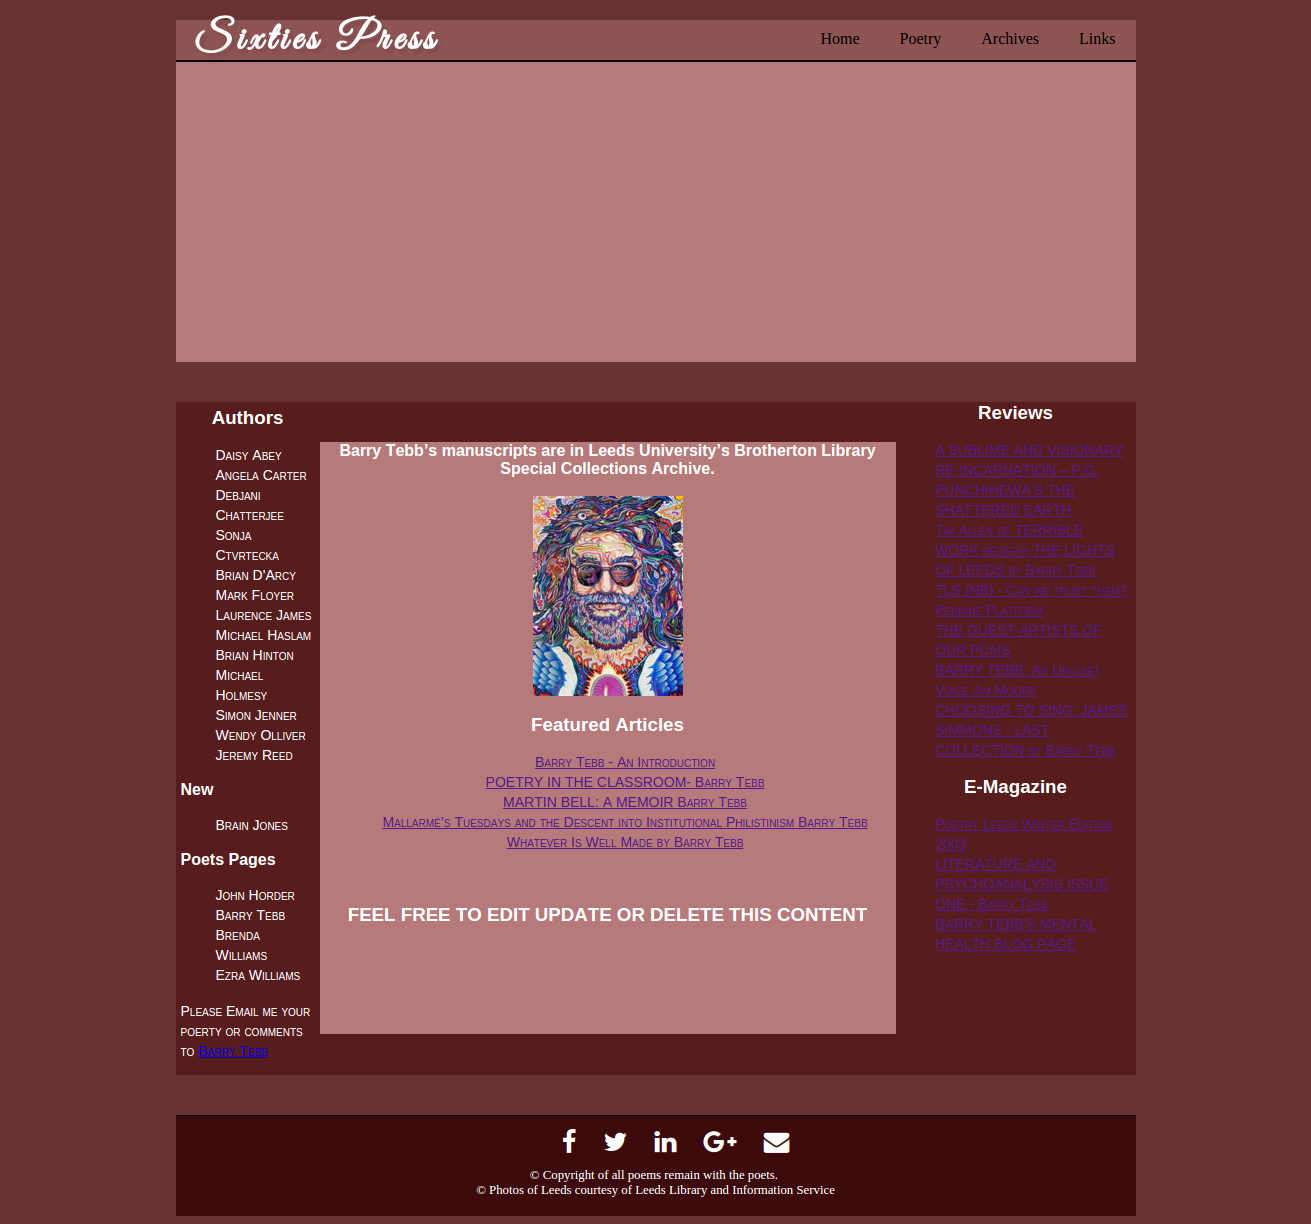 Sixties Press
Home Poetry Archives Links
Authors
Daisy Abey
Angela Carter
Debjani
Chatterjee
Sonja
Ctvrtecka
Brian D'Arcy
Mark Floyer
Laurence James
Michael Haslam
Brian Hinton
Michael
Holmesy
Simon Jenner
Wendy Olliver
Jeremy Reed
New
Brain Jones
Poets Pages
John Horder
Barry Tebb
Brenda
Williams
Ezra Williams
Please Email me your
poerty or comments
to Barry Tebb
Barry Tebb’s manuscripts are in Leeds University’s Brotherton Library
Special Collections Archive.
Featured Articles
Barry Tebb - An Introduction
POETRY IN THE CLASSROOM- Barry Tebb
MARTIN BELL: A MEMOIR Barry Tebb
Mallarmé's Tuesdays and the Descent into Institutional Philistinism Barry Tebb
Whatever Is Well Made by Barry Tebb
FEEL FREE TO EDIT UPDATE OR DELETE THIS CONTENT
Reviews
A SUBLIME AND VISIONARY
RE-INCARNATION – P.G.
PUNCHIHEWA'S THE
SHATTERED EARTH
Tim Allen of TERRIBLE
WORK reviews THE LIGHTS
OF LEEDS by Barry Tebb
TLS (NB) - Can we trust them?
Pennine Platform
THE GUEST ARTISTS OF
OUR PCMS
BARRY TEBB: An Unquiet
Voice Jim Moore
CHOOSING TO SING: JAMES
SIMMONS - LAST
COLLECTION by Barry Tebb
E-Magazine
Poetry Leeds Winter Edition
2003
LITERATURE AND
PSYCHOANALYSIS ISSUE
ONE - Barry Tebb
BARRY TEBB'S MENTAL
HEALTH BLOG PAGE
© Copyright of all poems remain with the poets.
© Photos of Leeds courtesy of Leeds Library and Information Service